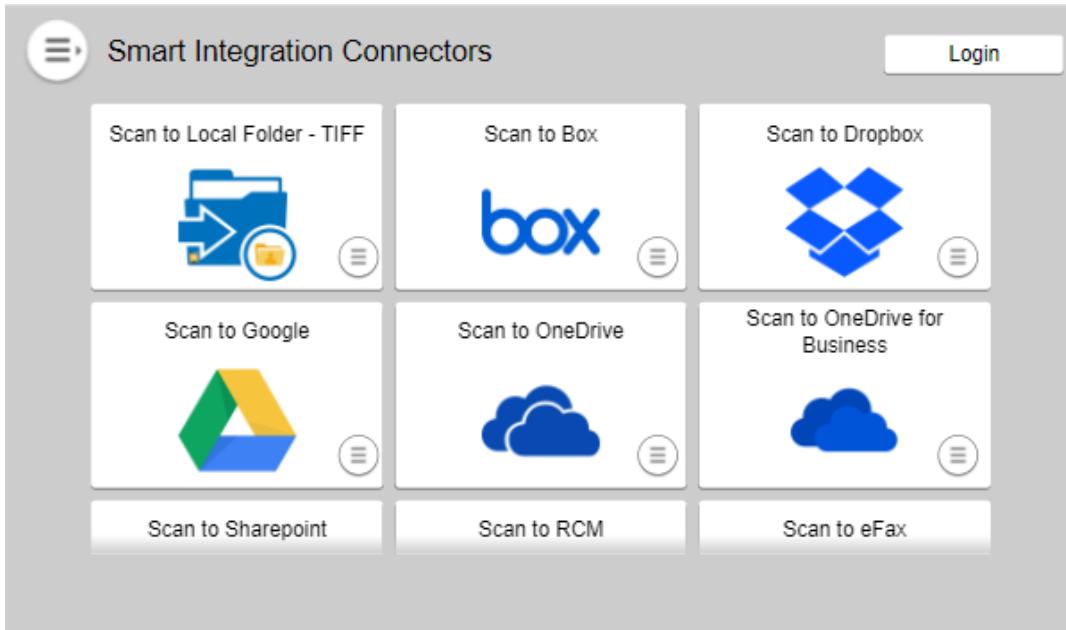 Smart Integration Connectors
Login
Scan to Local Folder - TIFF
Scan to Box
Scan to Dropbox
box
Scan to Google
Scan to OneDrive
Scan to OneDrive for
Business
Scan to Sharepoint
Scan to RCM
Scan to eFax